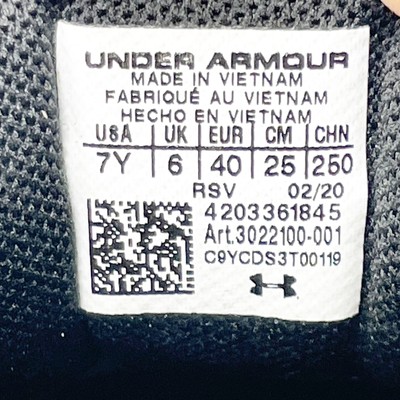 UNDER ARMOUR
MADE IN VIETNAM
FABRIQUÉ AU VIETNAM
HECHO EN VIETNAM
USA UK EUR CM CHN
7Y 6 40 25 250
RSV 02/20
4203361845
Art.3022100-001
C9YCDS3T00119